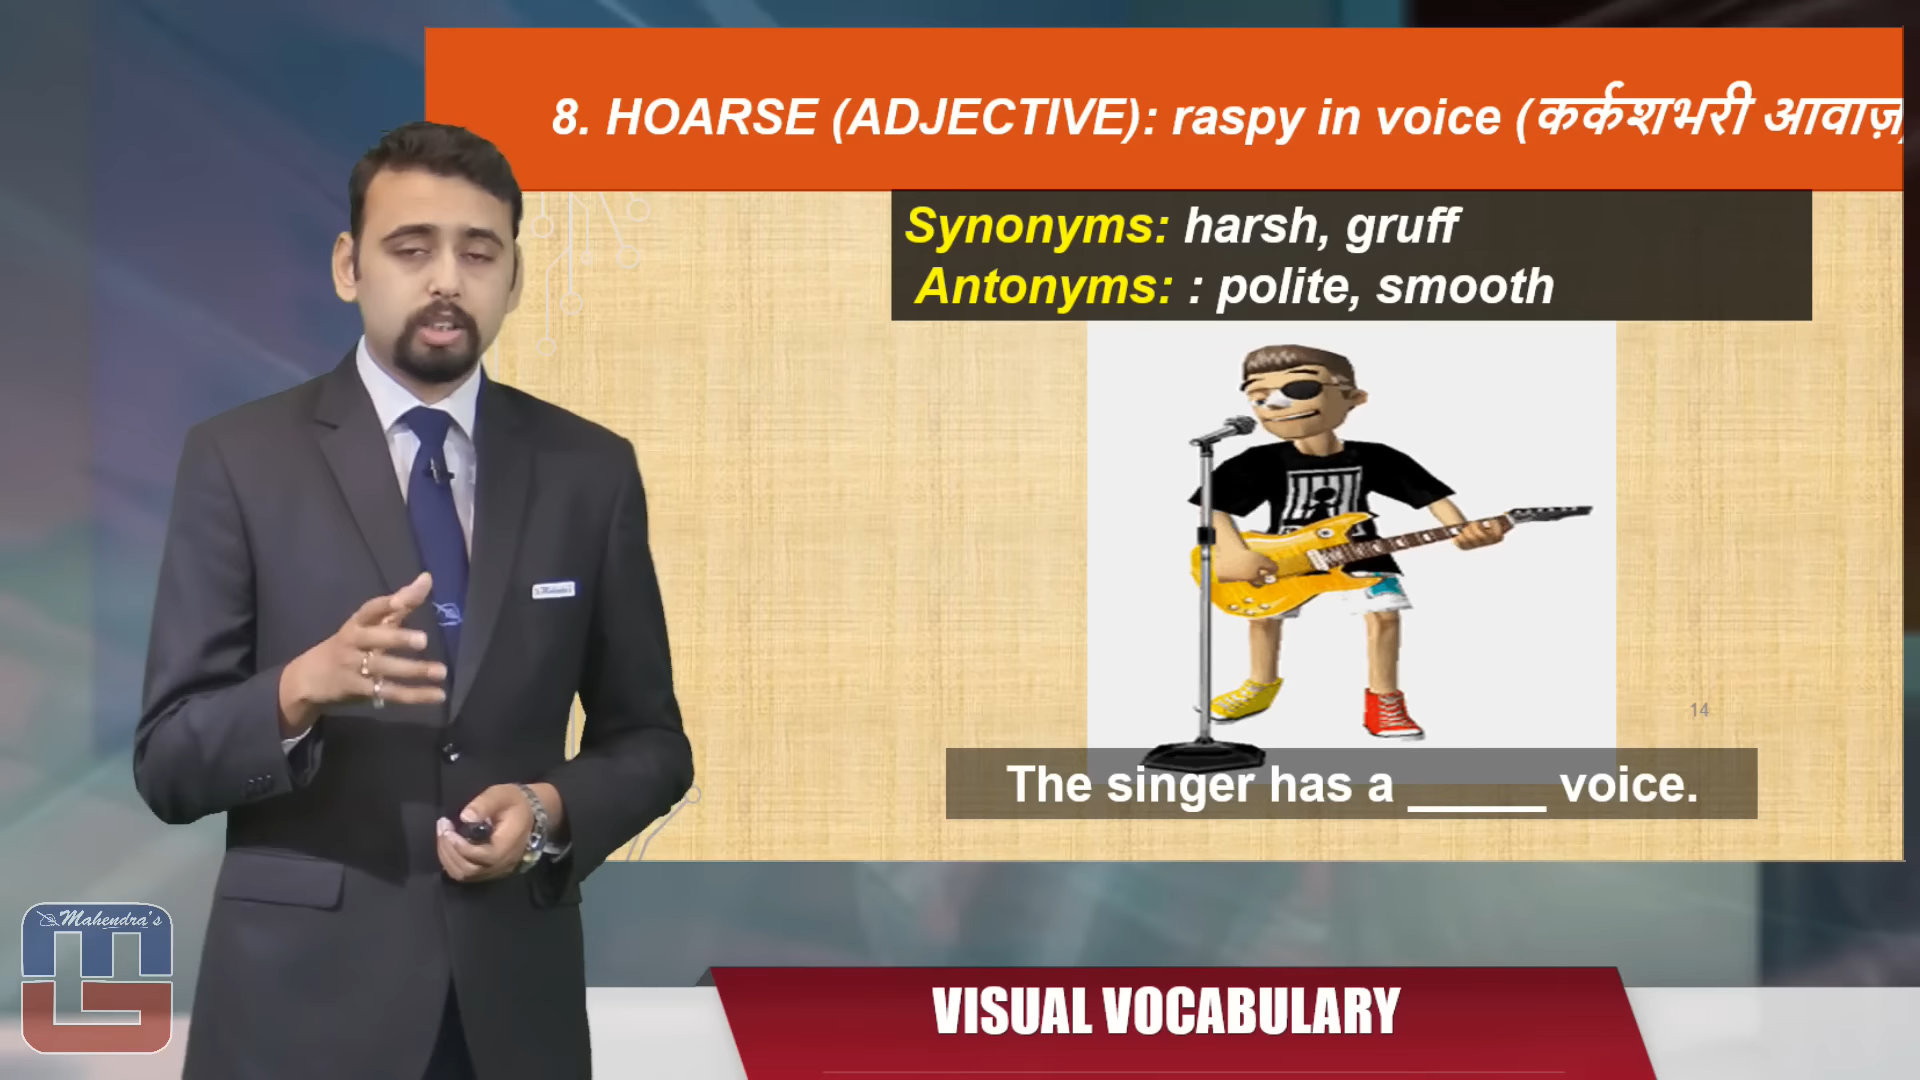 8. HOARSE (ADJECTIVE): raspy in voice (कर्कशभरी आवाज़)
Synonyms: harsh, gruff
Antonyms: : polite, smooth
14
The singer has a _____ voice.
Mahendra's
Mahendra's
VISUAL VOCABULARY